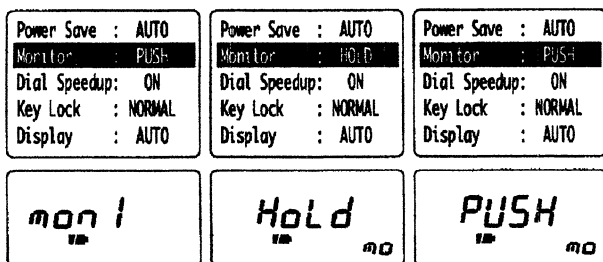 Power Save : AUTO
Monitor : PUSH
Dial Speedup: ON
Key Lock : NORMAL
Display : AUTO
Power Save : AUTO
Monitor : HOLD
Dial Speedup: ON
Key Lock : NORMAL
Display : AUTO
Power Save : AUTO
Monitor : PUSH
Dial Speedup: ON
Key Lock : NORMAL
Display : AUTO
mon1
HoLd
mo
PUSH
mo